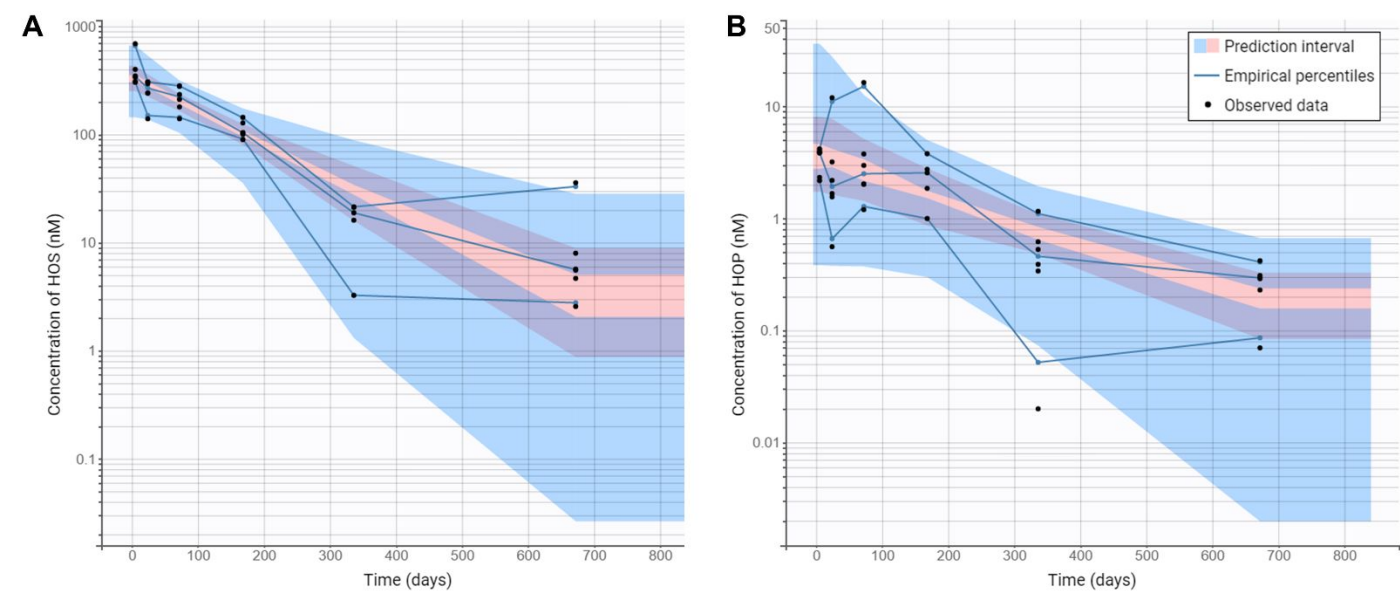 A
1000
100
10
1
0.1
Concentration of HOS (nM)
0 100 200 300 400 500 600 700 800
Time (days)
B
50
10
1
0.1
0.01
Concentration of HOP (nM)
0 100 200 300 400 500 600 700 800
Time (days)
Prediction interval
Empirical percentiles
Observed data